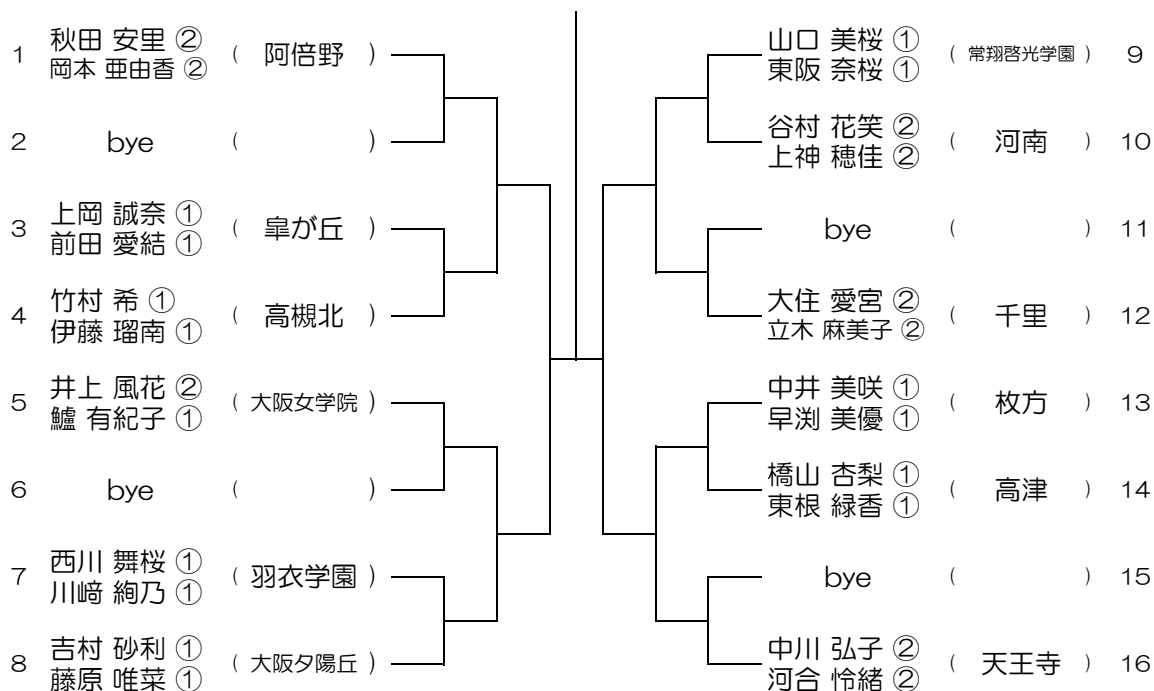 1 秋田 安里 ② ( 阿倍野 )
岡本 亜由香 ②
2 bye ( )
3 上岡 誠奈 ① ( 皐が丘 )
前田 愛結 ①
4 竹村 希 ① ( 高槻北 )
伊藤 瑠南 ①
5 井上 風花 ② ( 大阪女学院 )
鱸 有紀子 ①
6 bye ( )
7 西川 舞桜 ① ( 羽衣学園 )
川﨑 絢乃 ①
8 吉村 砂利 ① ( 大阪夕陽丘 )
藤原 唯菜 ①
山口 美桜 ① ( 常翔啓光学園 ) 9
東阪 奈桜 ①
谷村 花笑 ② ( 河南 ) 10
上神 穂佳 ②
bye ( ) 11
大住 愛宮 ② ( 千里 ) 12
立木 麻美子 ②
中井 美咲 ① ( 枚方 ) 13
早渕 美優 ①
橋山 杏梨 ① ( 高津 ) 14
東根 緑香 ①
bye ( ) 15
中川 弘子 ② ( 天王寺 ) 16
河合 怜緒 ②